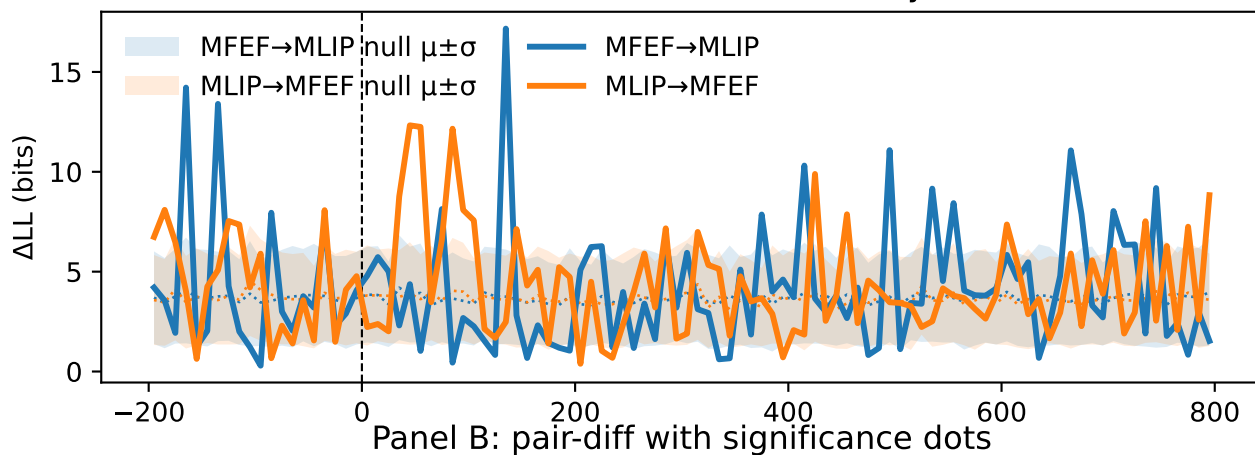 MFEF→MLIP null μ±σ
MLIP→MFEF null μ±σ
MFEF→MLIP
MLIP→MFEF
ΔLL (bits)
15
10
5
0
−200 0 200 400 600 800
Panel B: pair-diff with significance dots